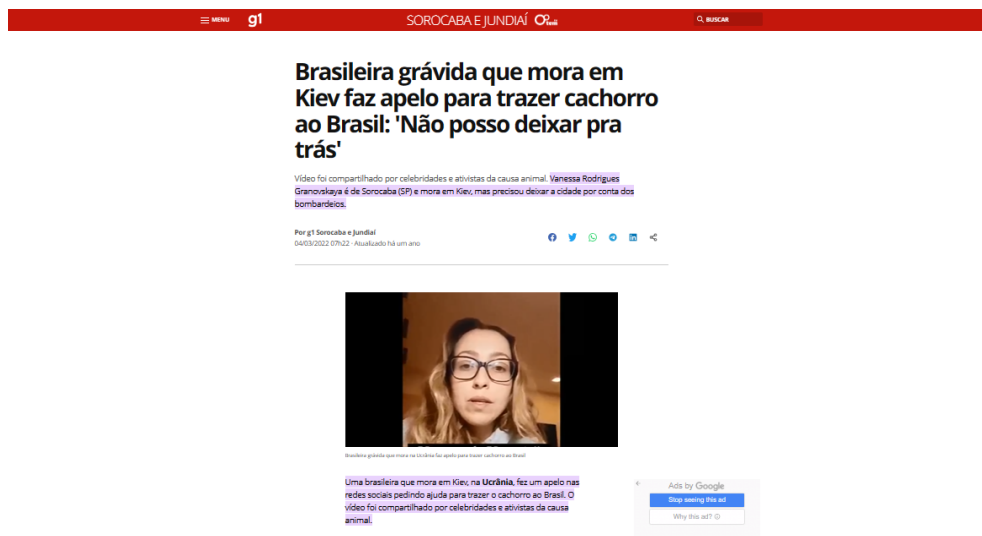 MENU
g1
SOROCABA E JUNDIAÍ
BUSCAR
Brasileira grávida que mora em
Kiev faz apelo para trazer cachorro
ao Brasil: 'Não posso deixar pra
trás'
Vídeo foi compartilhado por celebridades e ativistas da causa animal. Vanessa Rodrigues
Granovskaya é de Sorocaba (SP) e mora em Kiev, mas precisou deixar a cidade por conta dos
bombardeios.
Por g1 Sorocaba e Jundiaí
04/03/2022 07h22 · Atualizado há um ano
Brasileira grávida que mora na Ucrânia faz apelo para trazer cachorro ao Brasil
Uma brasileira que mora em Kiev, na Ucrânia, fez um apelo nas
redes sociais pedindo ajuda para trazer o cachorro ao Brasil. O
vídeo foi compartilhado por celebridades e ativistas da causa
animal.
Ads by Google
Stop seeing this ad
Why this ad?